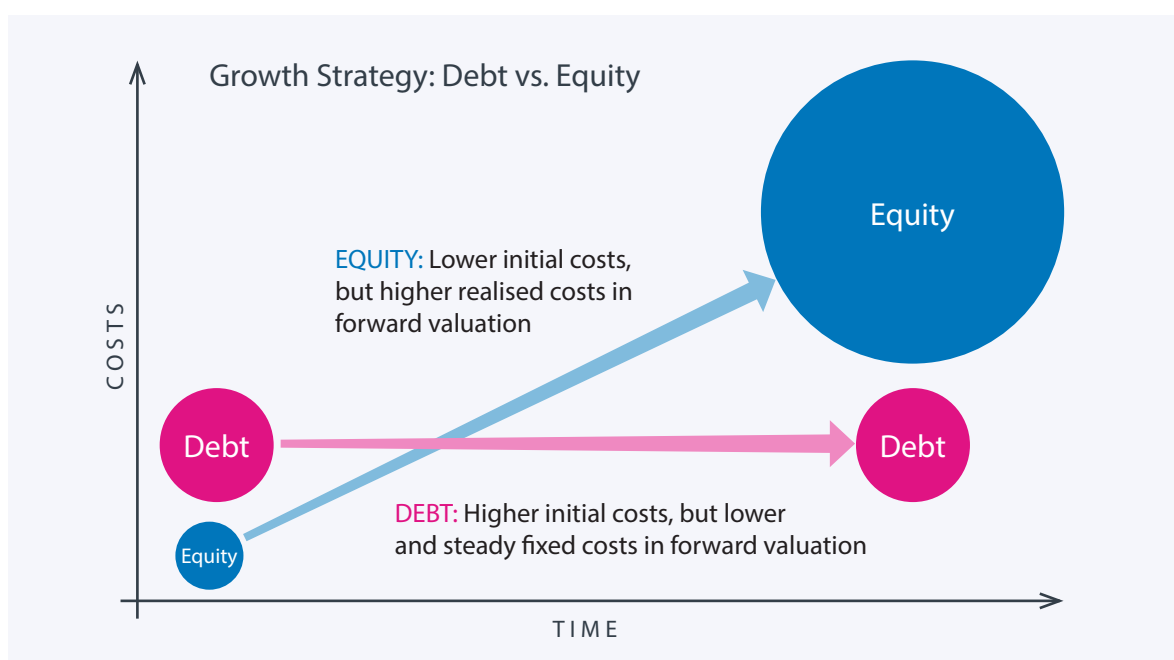 Growth Strategy: Debt vs. Equity
Equity
EQUITY: Lower initial costs,
but higher realised costs in
forward valuation
COSTS
Debt
Debt
DEBT: Higher initial costs, but lower
and steady fixed costs in forward valuation
Equity
TIME